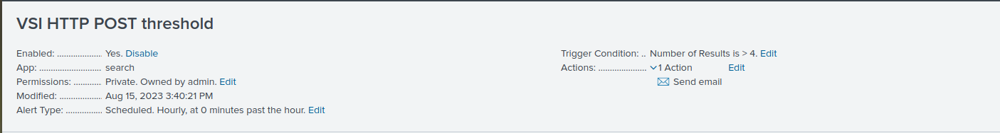 VSI HTTP POST threshold
Enabled: ................... Yes. Disable
App: ........................... search
Permissions: ............ Private. Owned by admin. Edit
Modified: .................. Aug 15, 2023 3:40:21 PM
Alert Type: ................ Scheduled. Hourly, at 0 minutes past the hour. Edit
Trigger Condition: .. Number of Results is > 4. Edit
Actions: ..................... 1 Action Edit
Send email